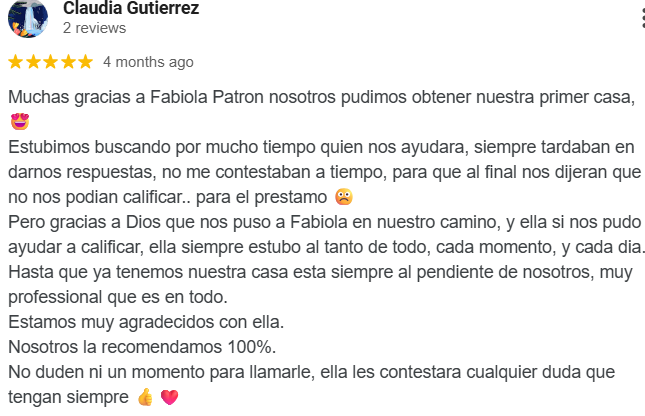 Claudia Gutierrez
2 reviews
4 months ago
Muchas gracias a Fabiola Patron nosotros pudimos obtener nuestra primer casa,
😍
Estubimos buscando por mucho tiempo quien nos ayudara, siempre tardaban en
darnos respuestas, no me contestaban a tiempo, para que al final nos dijeran que
no nos podian calificar.. para el prestamo 😟
Pero gracias a Dios que nos puso a Fabiola en nuestro camino, y ella si nos pudo
ayudar a calificar, ella siempre estubo al tanto de todo, cada momento, y cada dia.
Hasta que ya tenemos nuestra casa esta siempre al pendiente de nosotros, muy
professional que es en todo.
Estamos muy agradecidos con ella.
Nosotros la recomendamos 100%.
No duden ni un momento para llamarle, ella les contestara cualquier duda que
tengan siempre 👍 ❤️